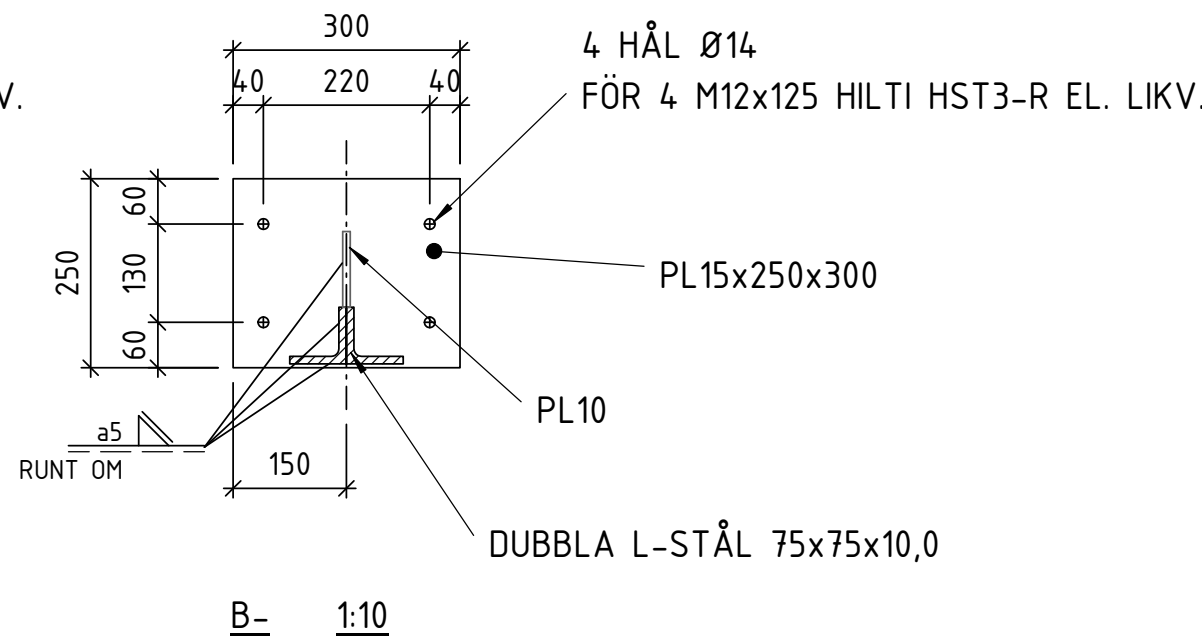 300
40 220 40
4 HÅL Ø14
V.
FÖR 4 M12x125 HILTI HST3-R EL. LIKV.
60
250
130
60
PL15x250x300
PL10
a5
RUNT OM
150
DUBBLA L-STÅL 75x75x10,0
B- 1:10